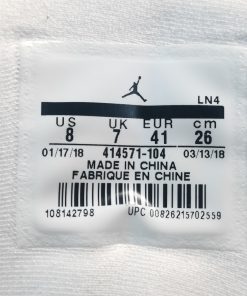 LN4
US UK EUR cm
8 7 41 26
01/17/18 414571-104 03/13/18
MADE IN CHINA
FABRIQUE EN CHINE
108142798 UPC 00826215702559